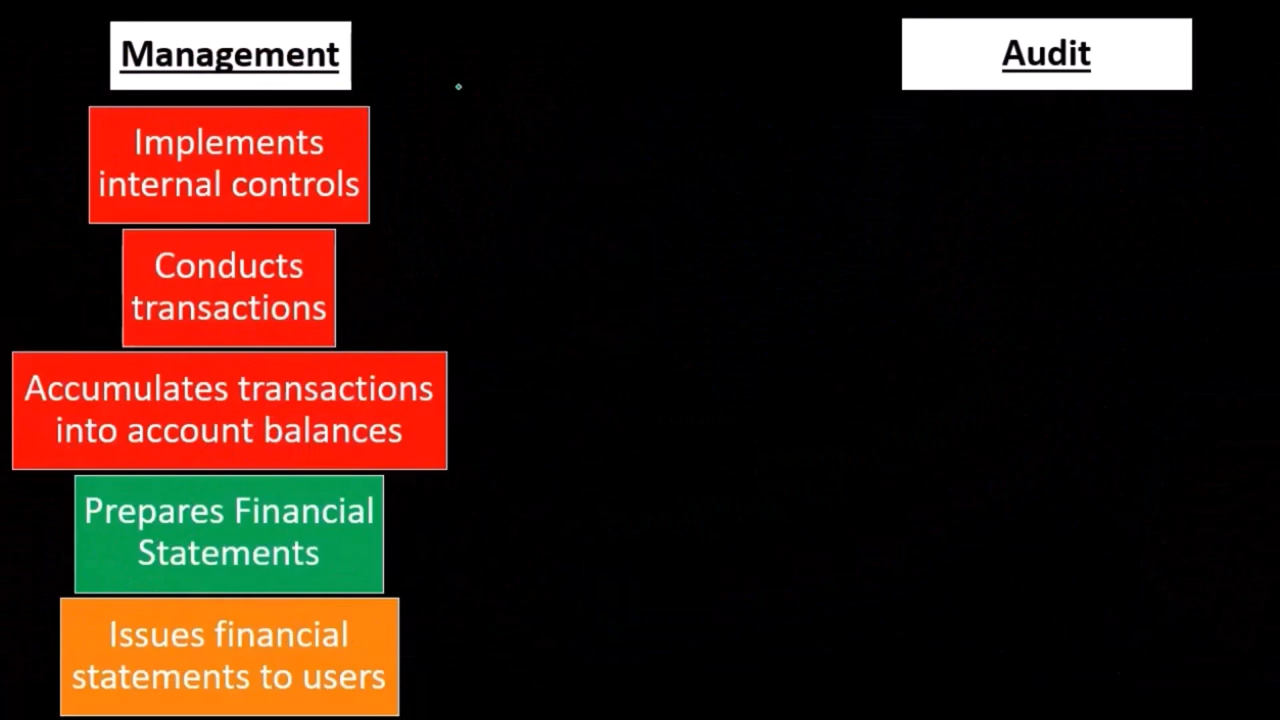 Management
Audit
Implements
internal controls
Conducts
transactions
Accumulates transactions
into account balances
Prepares Financial
Statements
Issues financial
statements to users